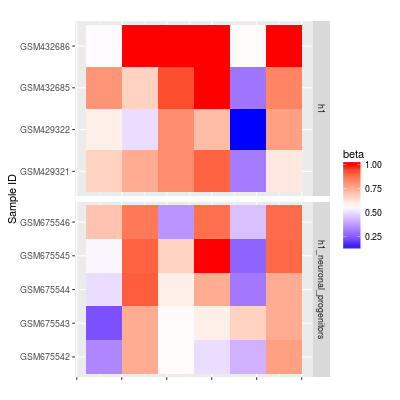 GSM432686
GSM432685
GSM429322
GSM429321
h1
GSM675546
GSM675545
GSM675544
GSM675543
GSM675542
h1_neuronal_progenitors
Sample ID
beta
1.00
0.75
0.50
0.25